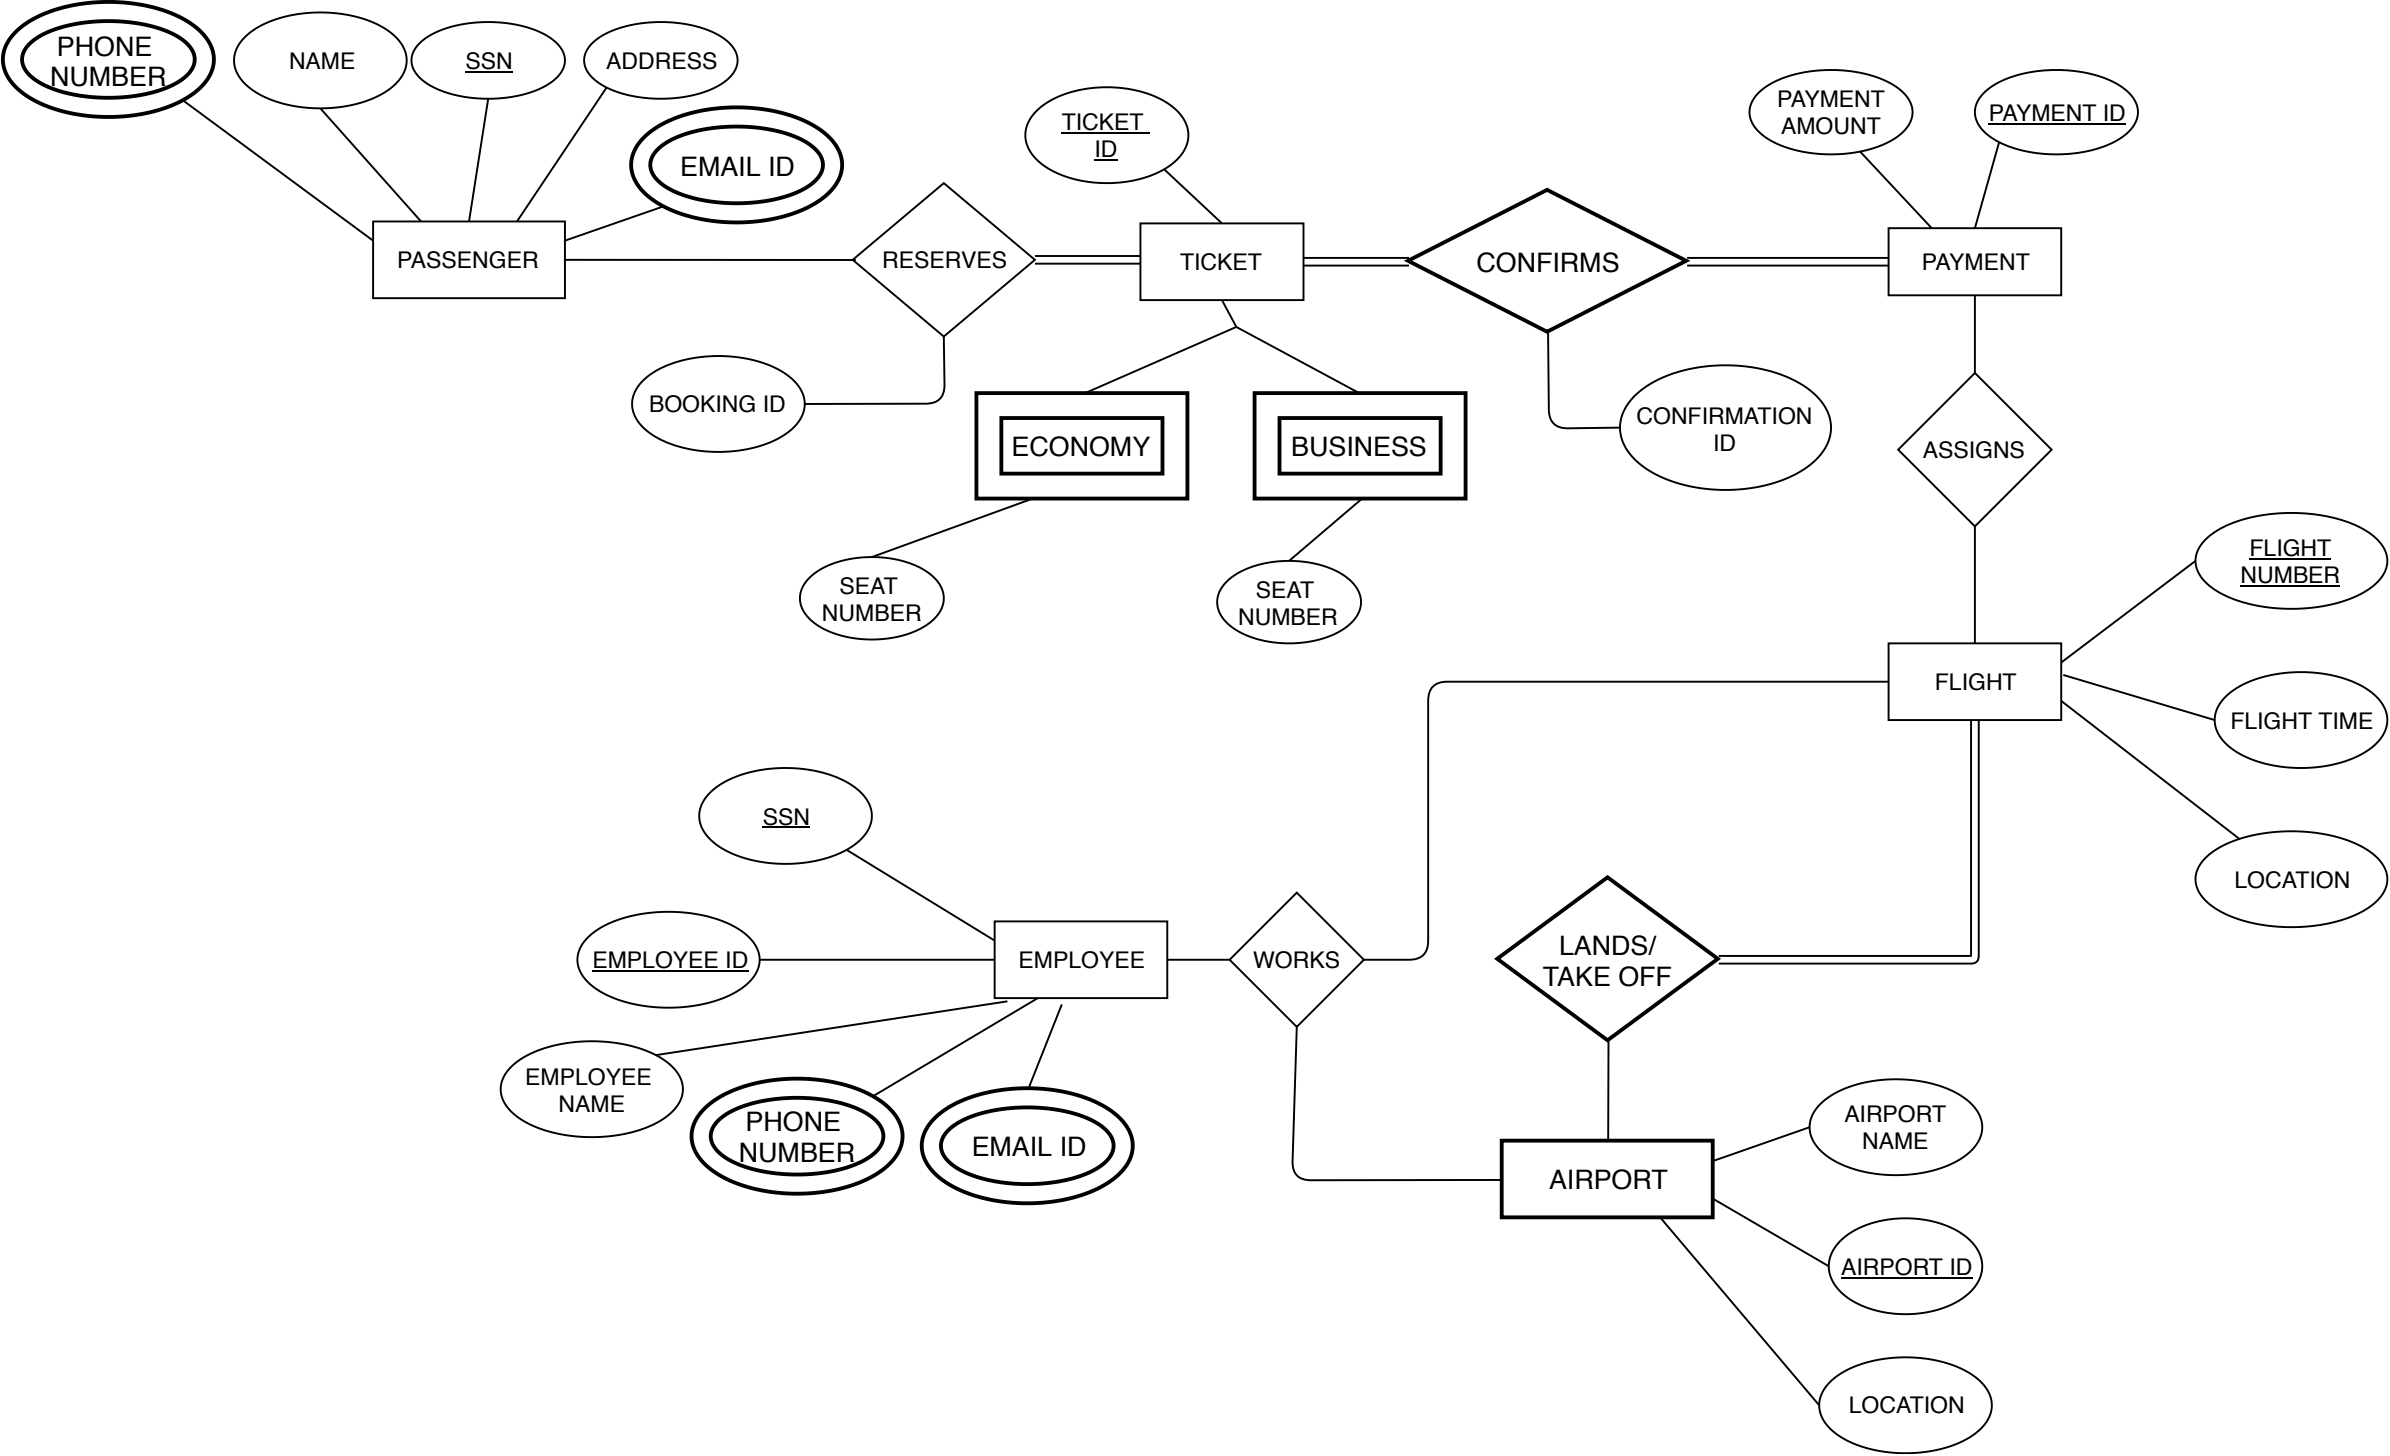 PHONE
NUMBER
NAME
SSN
ADDRESS
EMAIL ID
PASSENGER
RESERVES
BOOKING ID
TICKET
ID
TICKET
ECONOMY
BUSINESS
SEAT
NUMBER
SEAT
NUMBER
CONFIRMS
CONFIRMATION
ID
PAYMENT
AMOUNT
PAYMENT ID
PAYMENT
ASSIGNS
FLIGHT
NUMBER
FLIGHT
FLIGHT TIME
LOCATION
SSN
EMPLOYEE ID
EMPLOYEE
WORKS
EMPLOYEE
NAME
PHONE
NUMBER
EMAIL ID
LANDS/
TAKE OFF
AIRPORT
AIRPORT
NAME
AIRPORT ID
LOCATION